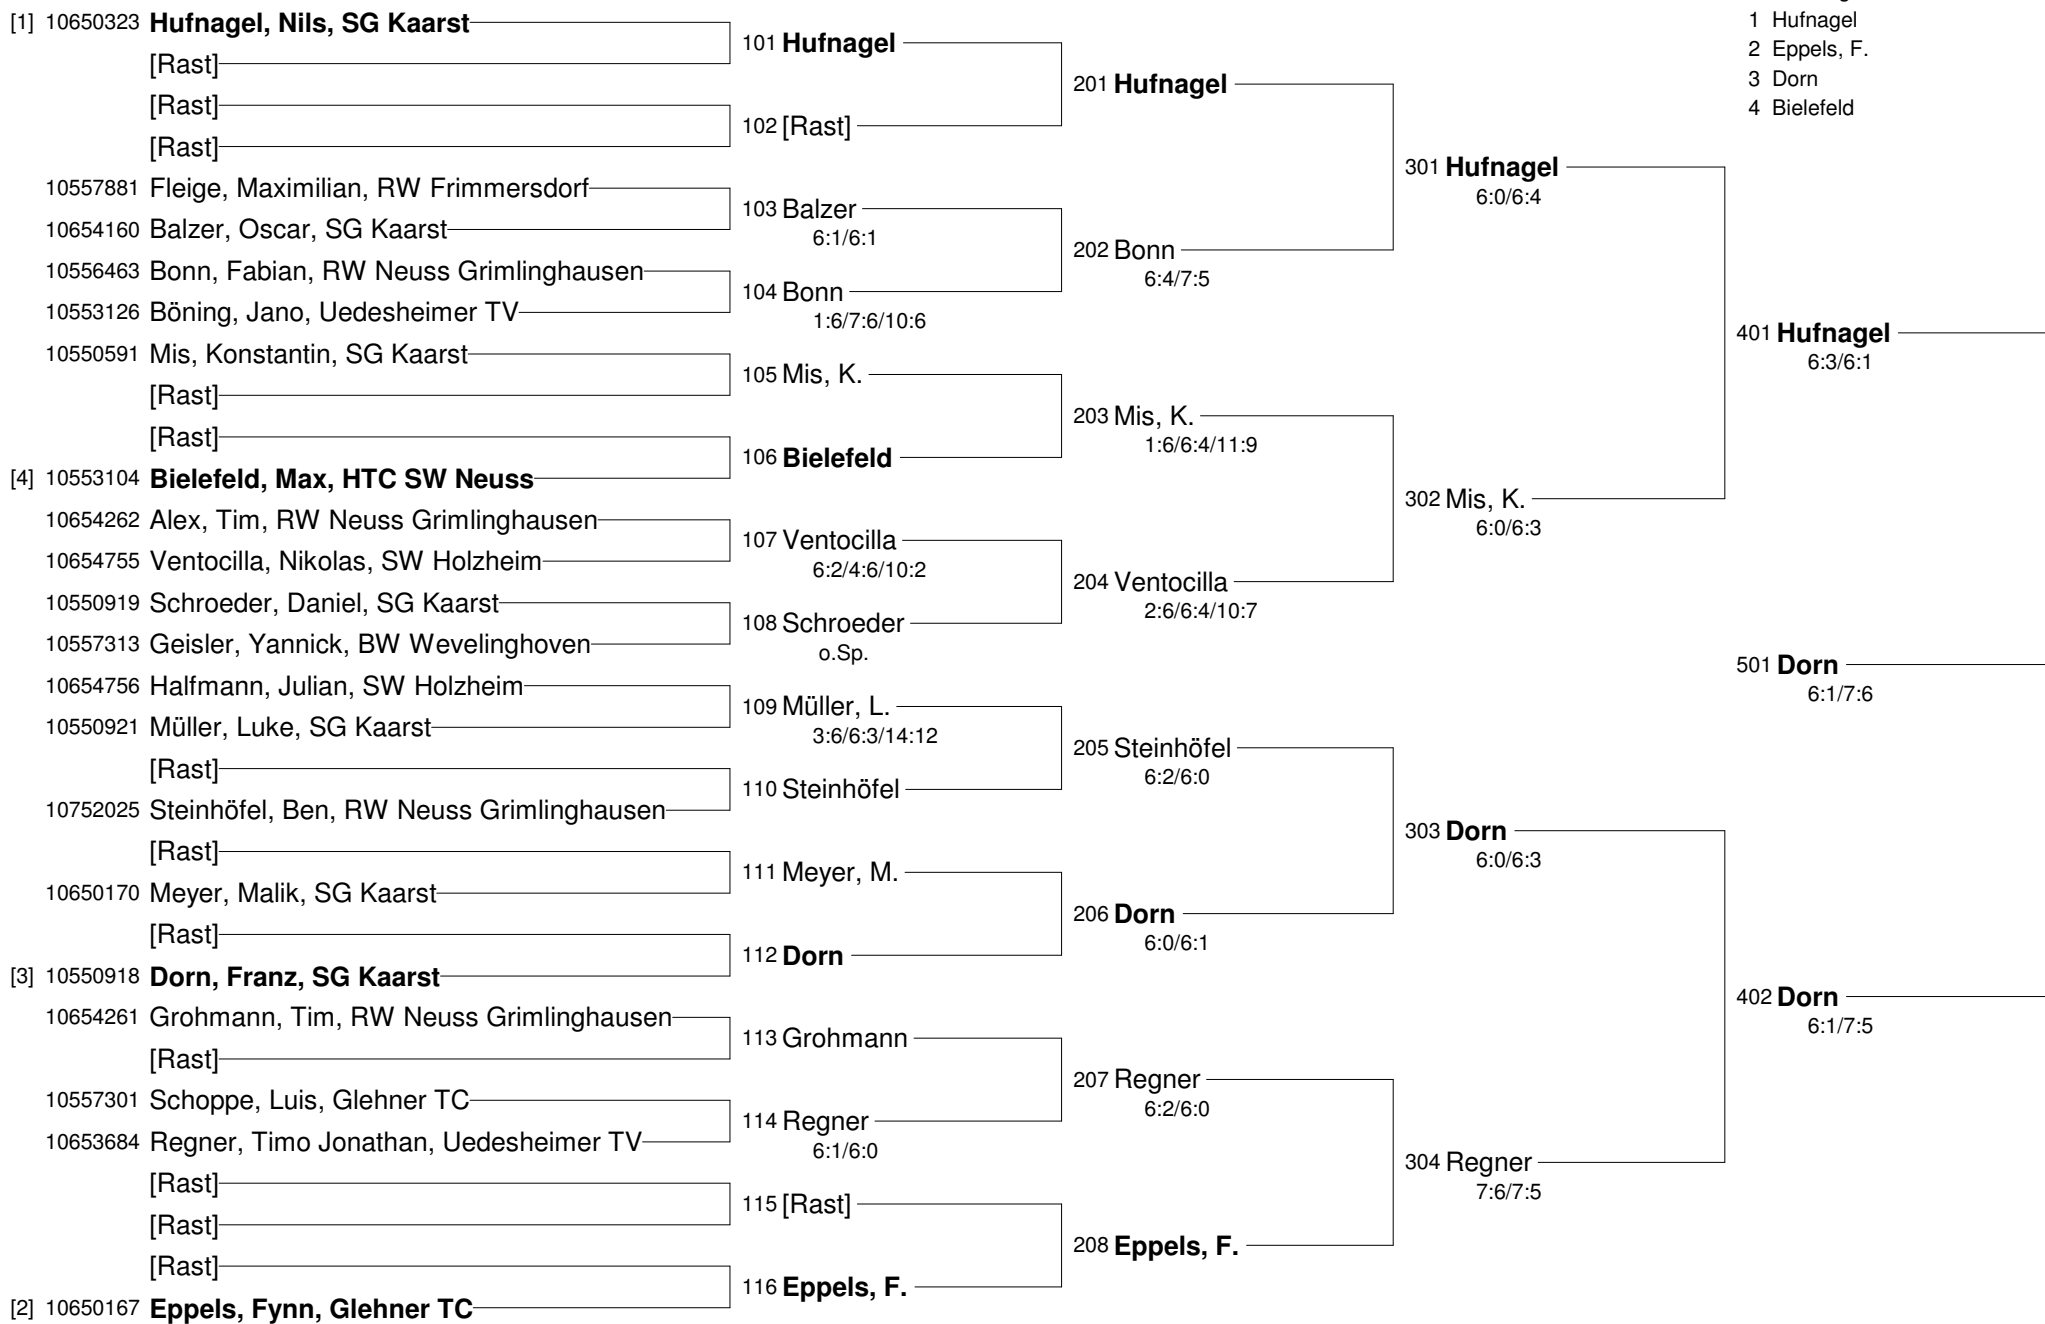 [1] 10650323 Hufnagel, Nils, SG Kaarst
[Rast]
[Rast]
[Rast]
10557881 Fleige, Maximilian, RW Frimmersdorf
10654160 Balzer, Oscar, SG Kaarst
10556463 Bonn, Fabian, RW Neuss Grimlinghausen
10553126 Böning, Jano, Uedesheimer TV
10550591 Mis, Konstantin, SG Kaarst
[Rast]
[Rast]
[4] 10553104 Bielefeld, Max, HTC SW Neuss
10654262 Alex, Tim, RW Neuss Grimlinghausen
10654755 Ventocilla, Nikolas, SW Holzheim
10550919 Schroeder, Daniel, SG Kaarst
10557313 Geisler, Yannick, BW Wevelinghoven
10654756 Halfmann, Julian, SW Holzheim
10550921 Müller, Luke, SG Kaarst
[Rast]
10752025 Steinhöfel, Ben, RW Neuss Grimlinghausen
[Rast]
10650170 Meyer, Malik, SG Kaarst
[Rast]
[3] 10550918 Dorn, Franz, SG Kaarst
10654261 Grohmann, Tim, RW Neuss Grimlinghausen
[Rast]
10557301 Schoppe, Luis, Glehner TC
10653684 Regner, Timo Jonathan, Uedesheimer TV
[Rast]
[Rast]
[Rast]
[2] 10650167 Eppels, Fynn, Glehner TC
101 Hufnagel
102 [Rast]
103 Balzer
6:1/6:1
104 Bonn
1:6/7:6/10:6
105 Mis, K.
106 Bielefeld
107 Ventocilla
6:2/4:6/10:2
108 Schroeder
o.Sp.
109 Müller, L.
3:6/6:3/14:12
110 Steinhöfel
111 Meyer, M.
112 Dorn
113 Grohmann
114 Regner
6:1/6:0
115 [Rast]
116 Eppels, F.
201 Hufnagel
202 Bonn
6:4/7:5
203 Mis, K.
1:6/6:4/11:9
204 Ventocilla
2:6/6:4/10:7
205 Steinhöfel
6:2/6:0
206 Dorn
6:0/6:1
207 Regner
6:2/6:0
208 Eppels, F.
301 Hufnagel
6:0/6:4
302 Mis, K.
6:0/6:3
303 Dorn
6:0/6:3
304 Regner
7:6/7:5
1 Hufnagel
2 Eppels, F.
3 Dorn
4 Bielefeld
401 Hufnagel
6:3/6:1
501 Dorn
6:1/7:6
402 Dorn
6:1/7:5